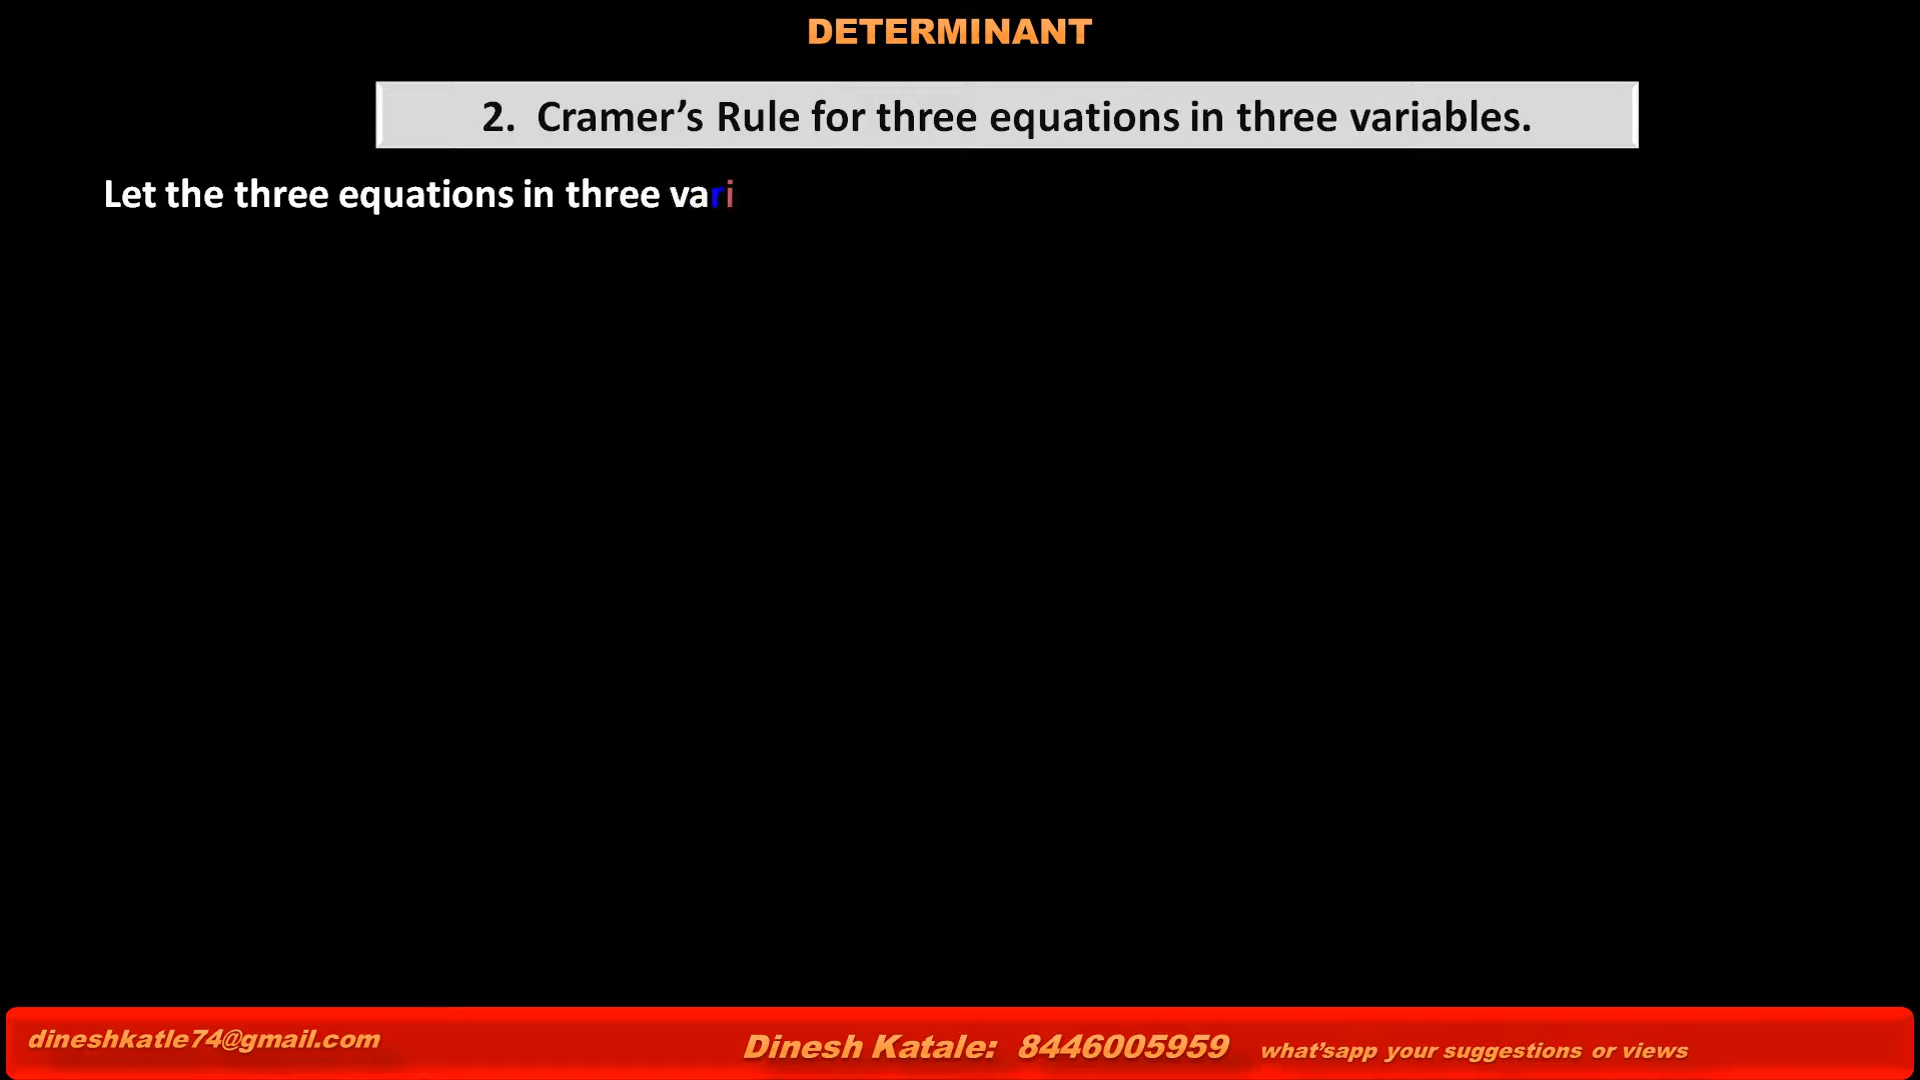 DETERMINANT
2. Cramer’s Rule for three equations in three variables.
Let the three equations in three vari
dineshkatle74@gmail.com
Dinesh Katale: 8446005959 what’sapp your suggestions or views